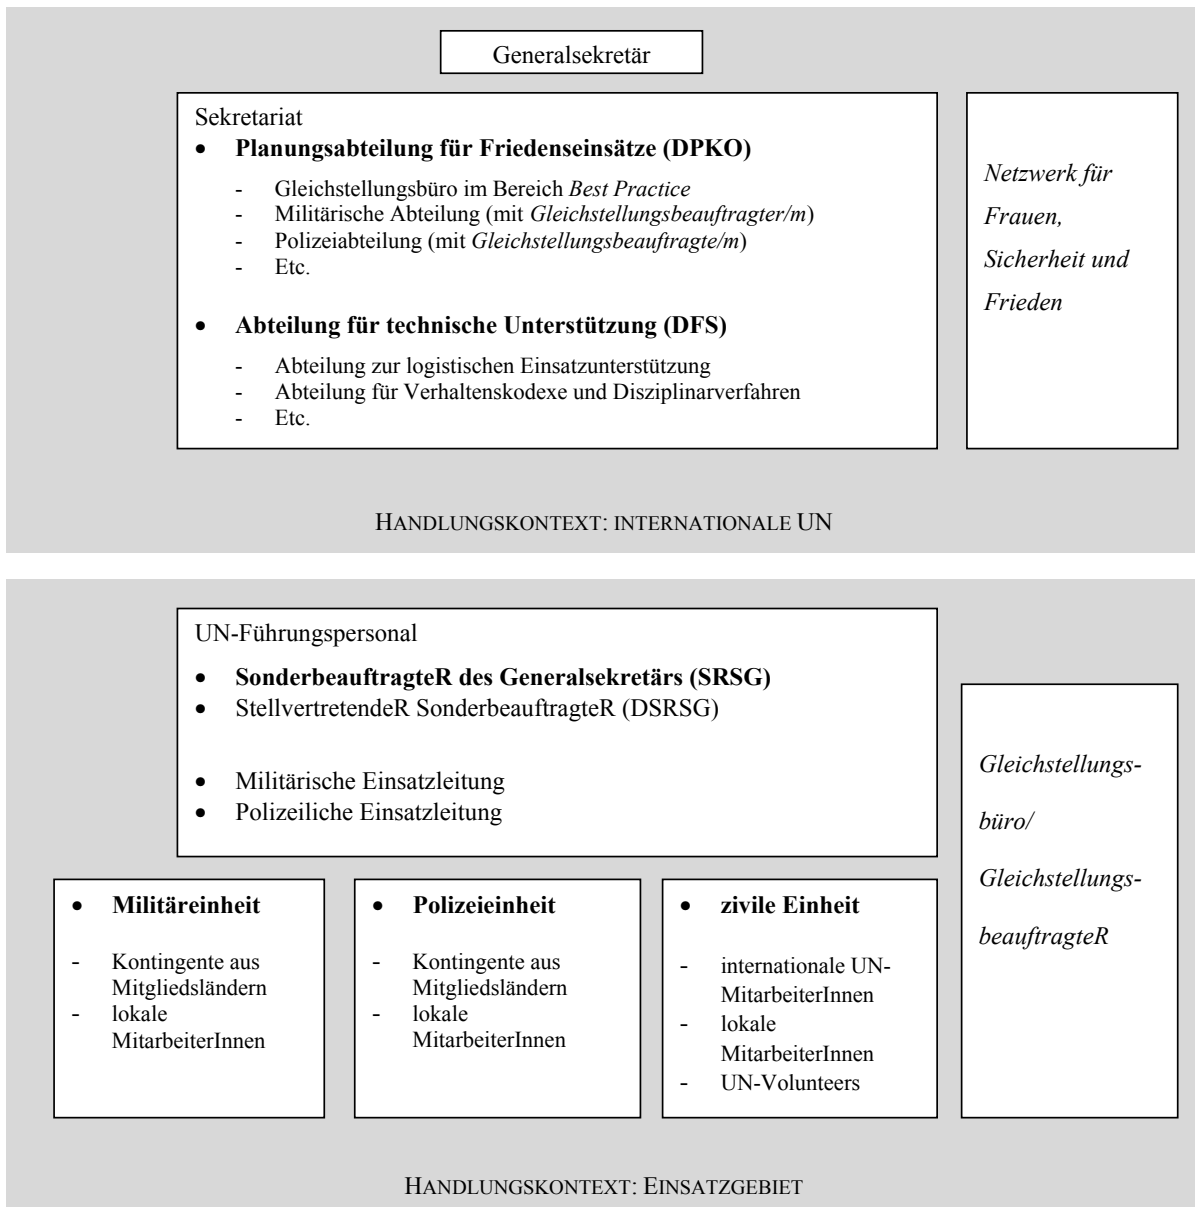 Generalsekretär
Sekretariat
• Planungsabteilung für Friedenseinsätze (DPKO)
- Gleichstellungsbüro im Bereich Best Practice
- Militärische Abteilung (mit Gleichstellungsbeauftragter/m)
- Polizeiabteilung (mit Gleichstellungsbeauftragte/m)
- Etc.
• Abteilung für technische Unterstützung (DFS)
- Abteilung zur logistischen Einsatzunterstützung
- Abteilung für Verhaltenskodexe und Disziplinarverfahren
- Etc.
Netzwerk für
Frauen,
Sicherheit und
Frieden
HANDLUNGSKONTEXT: INTERNATIONALE UN
UN-Führungspersonal
• SonderbeauftragteR des Generalsekretärs (SRSG)
• StellvertretendeR SonderbeauftragteR (DSRSG)
• Militärische Einsatzleitung
• Polizeiliche Einsatzleitung
• Militäreinheit
- Kontingente aus
Mitgliedsländern
- lokale
MitarbeiterInnen
• Polizeieinheit
- Kontingente aus
Mitgliedsländern
- lokale
MitarbeiterInnen
• zivile Einheit
- internationale UN-
MitarbeiterInnen
- lokale
MitarbeiterInnen
- UN-Volunteers
Gleichstellungs-
büro/
Gleichstellungs-
beauftragteR
HANDLUNGSKONTEXT: EINSATZGEBIET